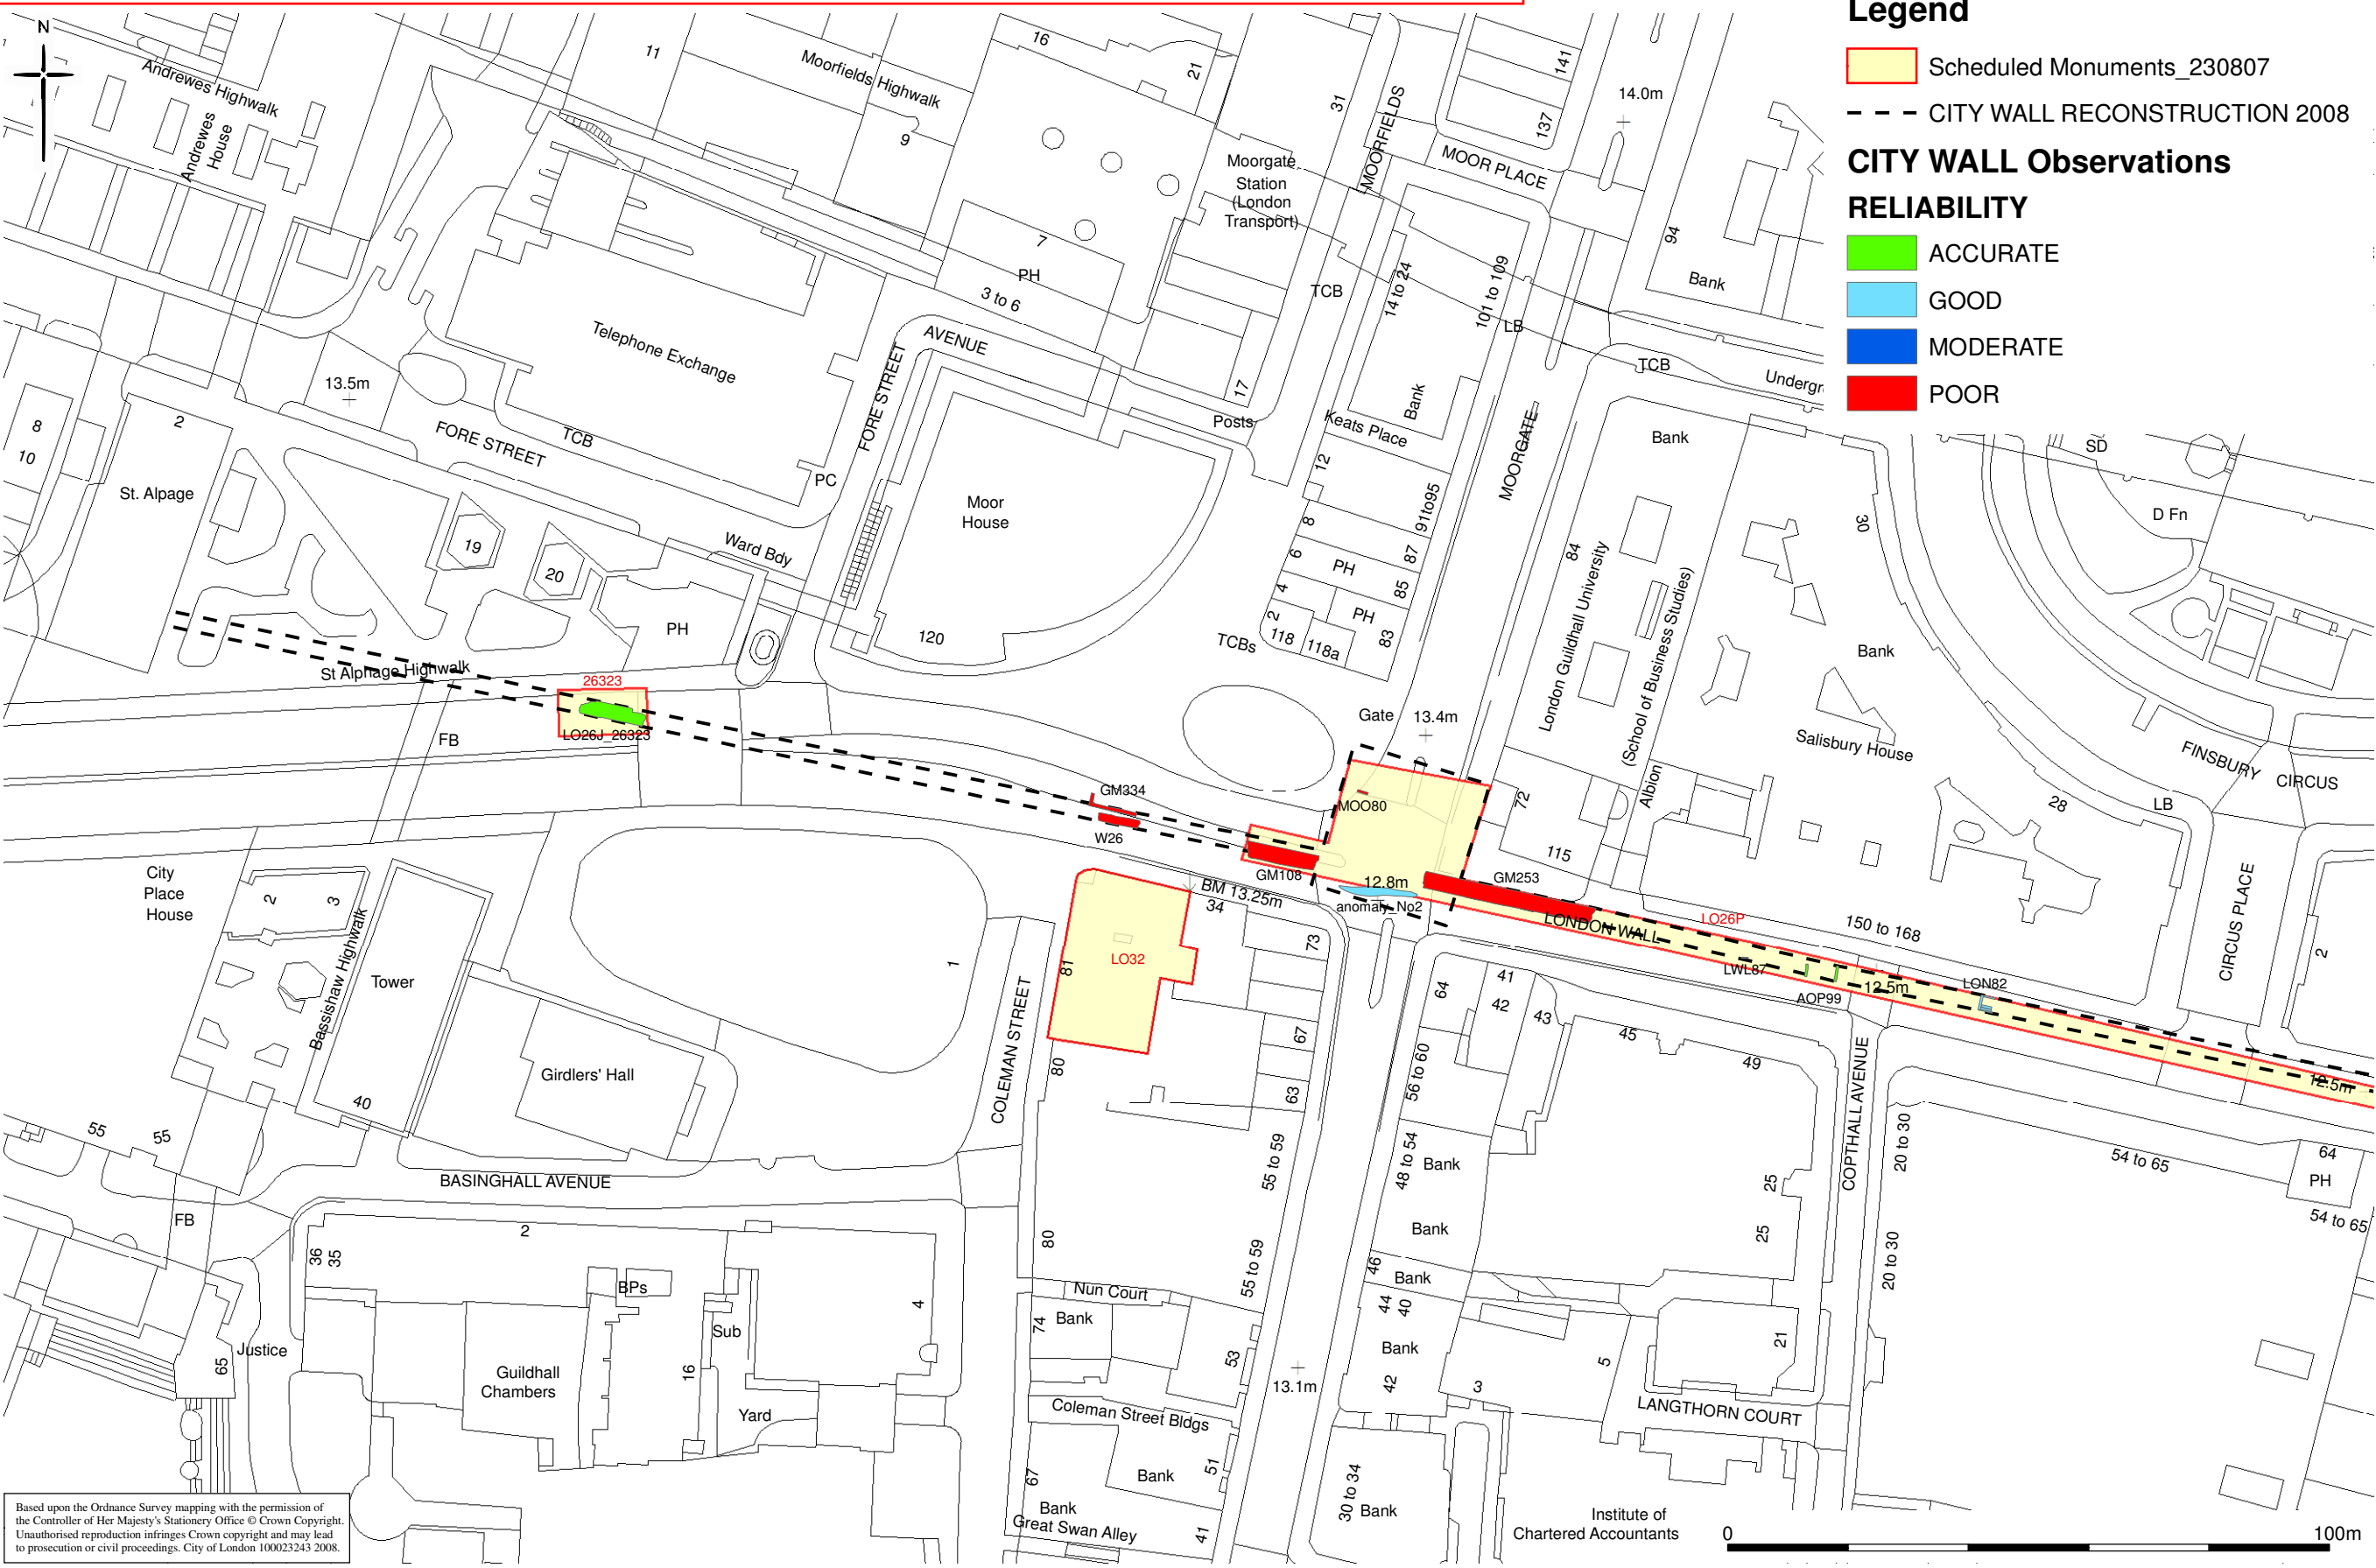 N
Legend
Scheduled Monuments_230807
CITY WALL RECONSTRUCTION 2008
CITY WALL Observations
RELIABILITY
ACCURATE
GOOD
MODERATE
POOR
Andrewes Highwalk
Andrewes
House
11
Moorfields Highwalk
9
16
21
31
MOORFIELDS
141
137
14.0m
MOOR PLACE
Moorgate
Station
(London
Transport)
94
Bank
7
PH
3 to 6
TCB
14 to 24
101 to 109
LB
TCB
Undergr
Telephone Exchange
AVENUE
FORE STREET
17
Posts
Keats Place
Bank
MOORGATE
Bank
13.5m
8
10
2
St. Alpage
FORE STREET
TCB
PC
Moor
House
12
8
6
4
2
91to95
87
85
83
PH
PH
118
118a
TCBs
84
London Guildhall University
(School of Business Studies)
30
SD
D Fn
19
20
Ward Bdy
PH
120
Bank
Salisbury House
FINSBURY
CIRCUS
LB
28
St Alphage Highwalk
26323
LO26J_26323
FB
Gate
13.4m
Albion
72
115
GM334
W26
MOO80
GM108
12.8m
anomaly_No2
GM253
LONDON WALL
LO26P
150 to 168
LWL87
AOP99
12.5m
LON82
CIRCUS PLACE
2
12.5m
City
Place
House
2
3
Bassishaw Highwalk
Tower
1
BM 13.25m
34
81
LO32
73
67
63
COLEMAN STREET
80
Girdlers' Hall
40
55
55
BASINGHALL AVENUE
FB
64
41
42
43
45
49
56 to 60
48 to 54
Bank
Bank
COPTHALL AVENUE
20 to 30
20 to 30
25
25
54 to 65
64
PH
54 to 65
36
35
2
BPs
Sub
4
16
Guildhall
Chambers
Yard
Justice
65
80
55 to 59
55 to 59
Nun Court
74
Bank
53
46
Bank
44
40
Bank
42
5
3
21
13.1m
LANGTHORN COURT
Coleman Street Bldgs
67
Bank
51
Bank
Great Swan Alley
41
30 to 34
Bank
Institute of
Chartered Accountants
0
100m
Based upon the Ordnance Survey mapping with the permission of
the Controller of Her Majesty's Stationery Office © Crown Copyright.
Unauthorised reproduction infringes Crown copyright and may lead
to prosecution or civil proceedings. City of London 100023243 2008.